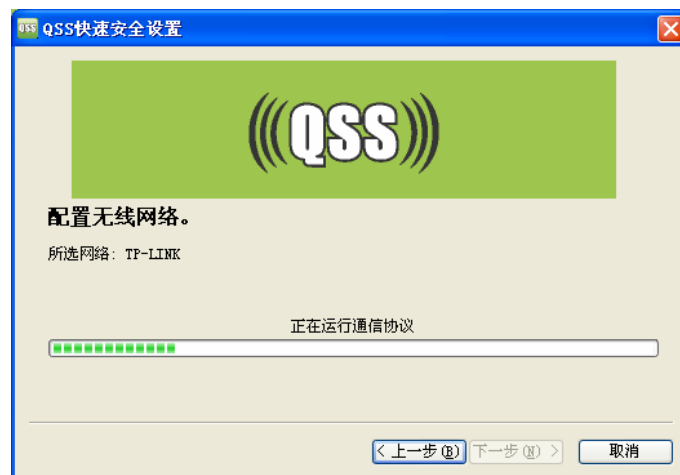 QSS QSS快速安全设置
(((QSS)))
配置无线网络。
所选网络: TP-LINK
正在运行通信协议
< 上一步(B) 下一步(N) > 取消